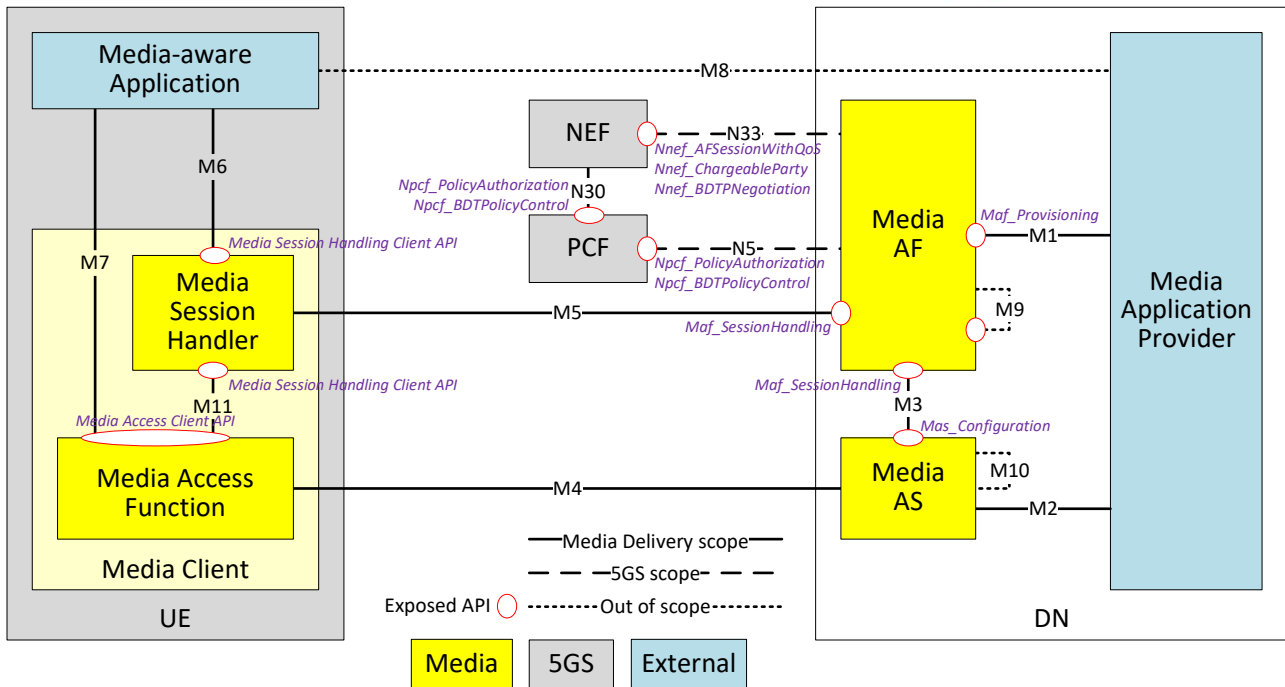 Media-aware
Application
M8
NEF
N33
Nnef_AFSessionWithQoS
Nnef_ChargeableParty
Nnef_BDTPNegotiation
M6
Npcf_PolicyAuthorization
Npcf_BDTPolicyControl
N30
PCF
N5
Npcf_PolicyAuthorization
Npcf_BDTPolicyControl
Media
AF
Maf_Provisioning
M1
M9
Media
Application
Provider
M7
Media Session Handling Client API
Media
Session
Handler
M5
Maf_SessionHandling
Media Session Handling Client API
M11
Media Access Client API
Maf_SessionHandling
M3
Mas_Configuration
Media Access
Function
M4
Media
AS
M10
M2
Media Client
UE
Media Delivery scope
5GS scope
Exposed API
Out of scope
DN
Media
5GS
External